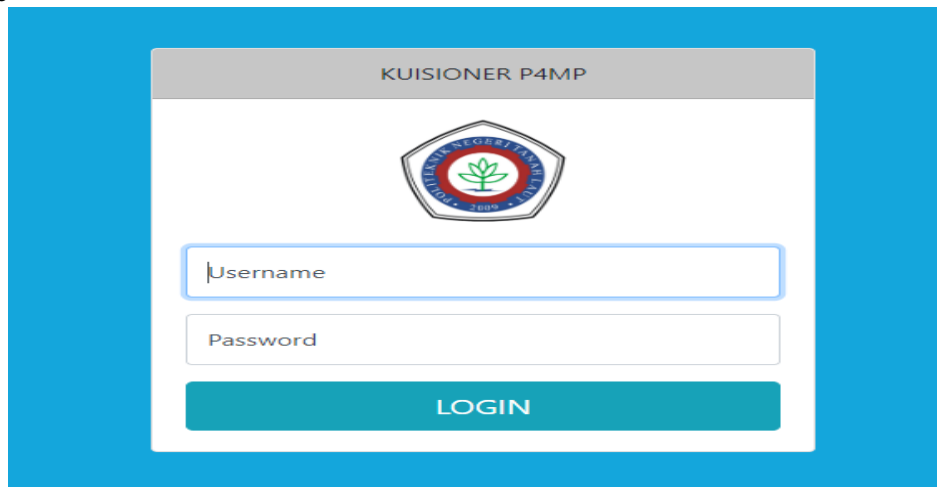 KUISIONER P4MP
POLITEKNIK NEGERI TANAH LAUT
2009
Username
Password
LOGIN